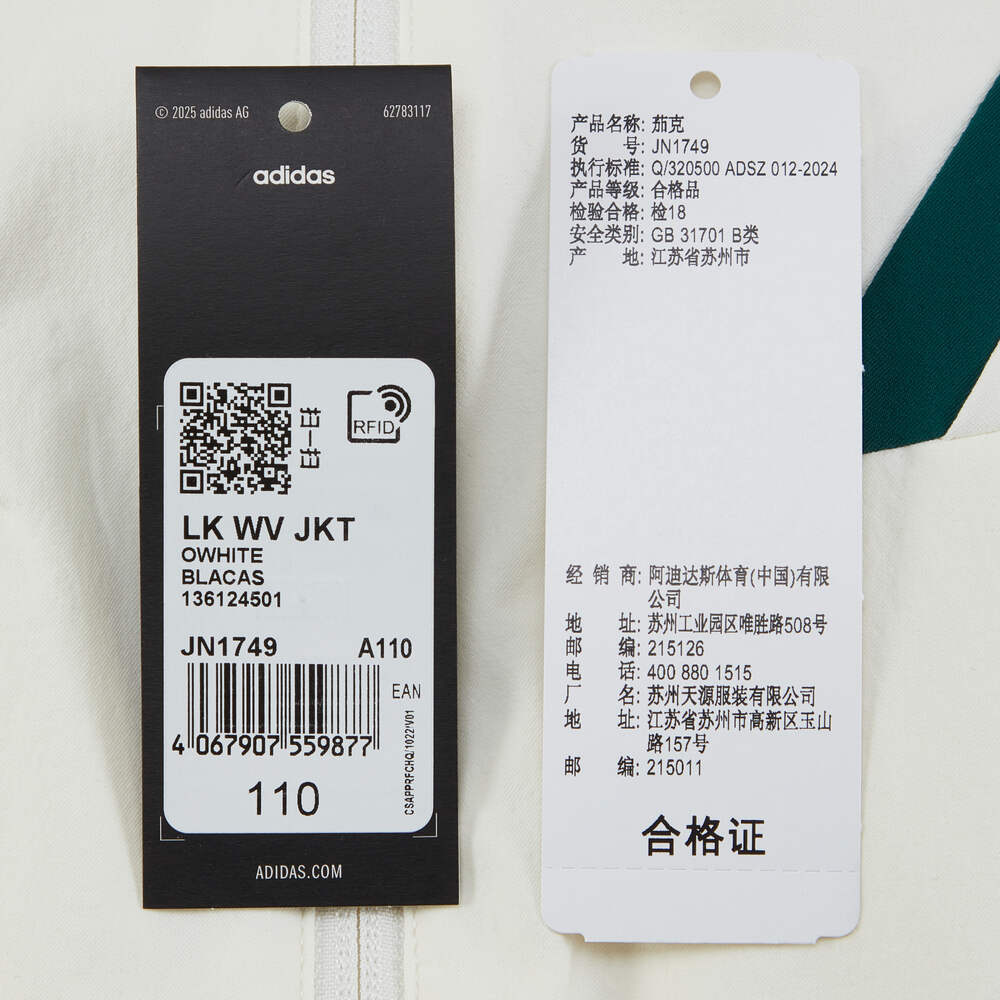 © 2025 adidas AG
62783117
adidas
扫一扫
RFID
LK WV JKT
OWHITE
BLACAS
136124501
JN1749 A110
EAN
4 067907 559877
CSAPPRFCHQ/1022/V01
110
ADIDAS.COM
产品名称: 茄克
货 号: JN1749
执行标准: Q/320500 ADSZ 012-2024
产品等级: 合格品
检验合格: 检18
安全类别: GB 31701 B类
产 地: 江苏省苏州市
经 销 商: 阿迪达斯体育(中国)有限
公司
地 址: 苏州工业园区唯胜路508号
邮 编: 215126
电 话: 400 880 1515
厂 名: 苏州天源服装有限公司
地 址: 江苏省苏州市高新区玉山
路157号
邮 编: 215011
合格证